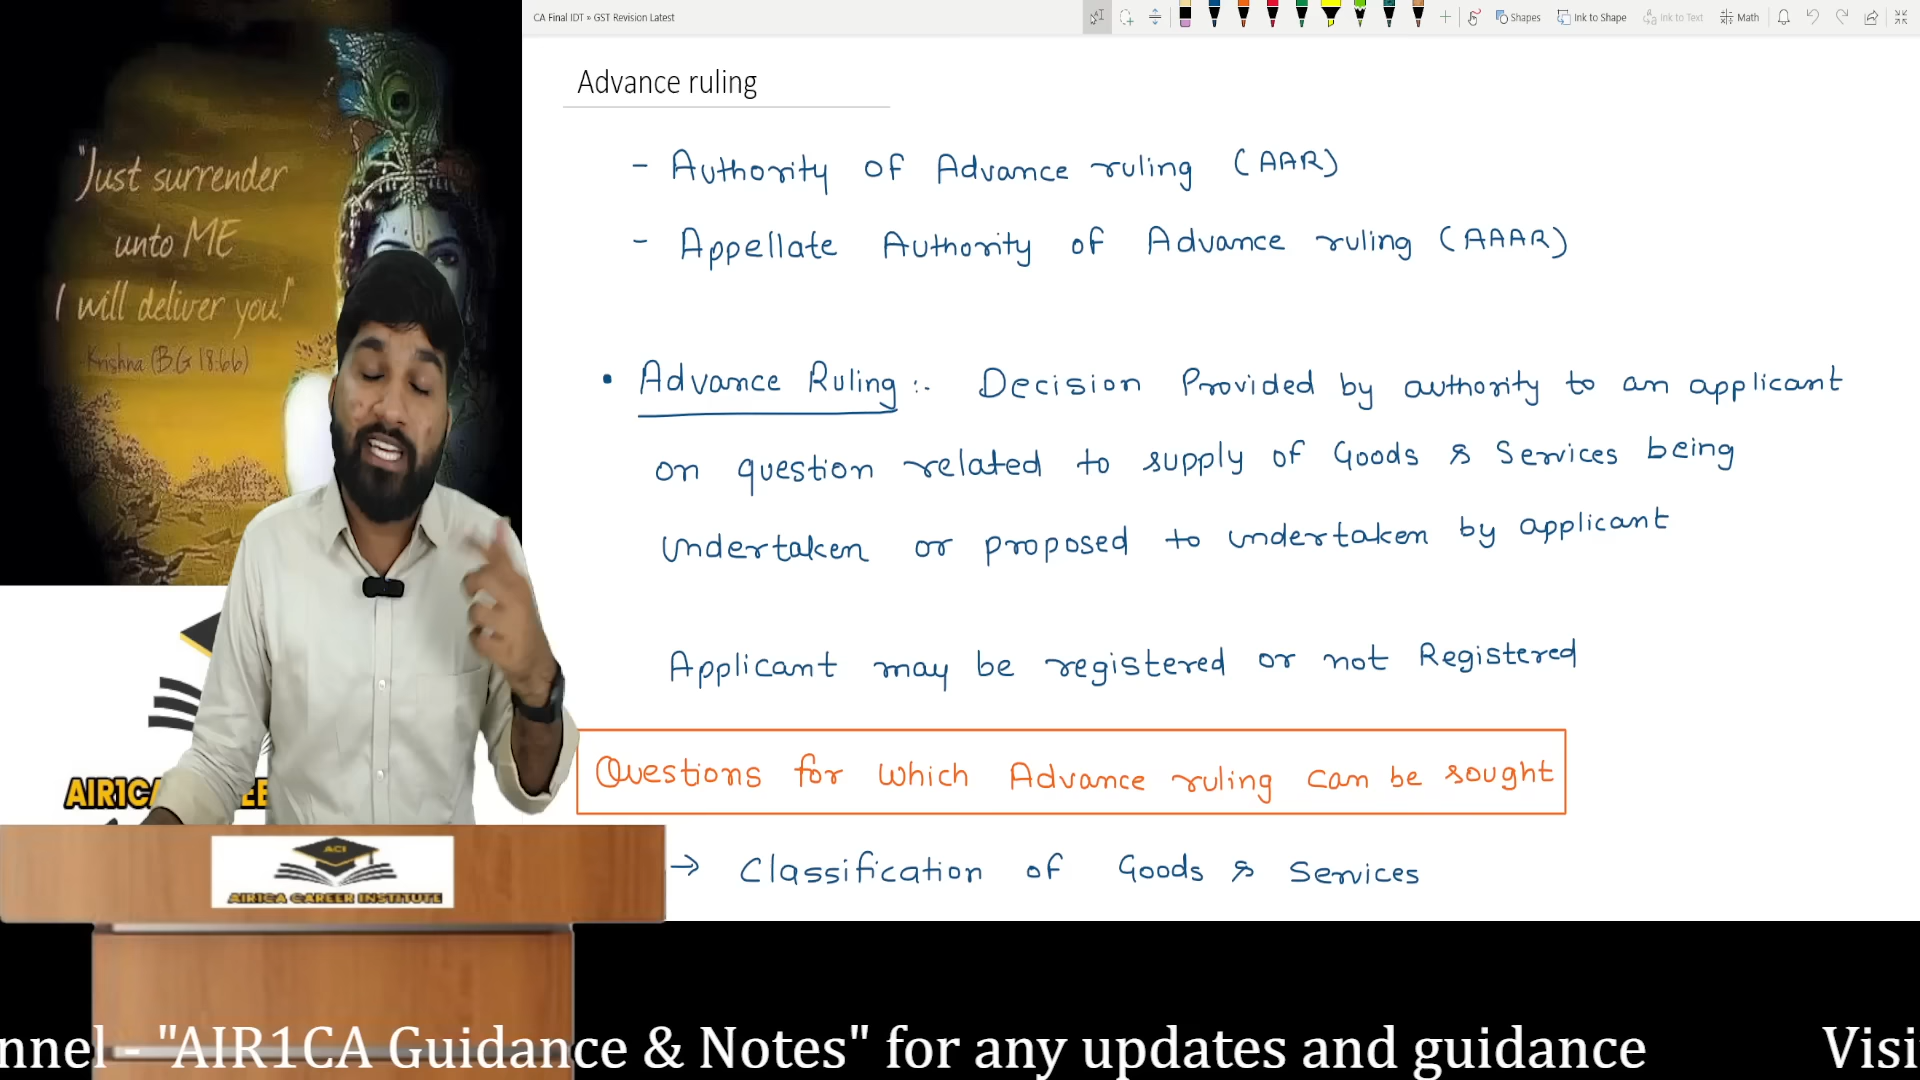 CA Final IDT » GST Revision Latest
Shapes
Ink to Shape
Ink to Text
Math
Advance ruling
- Authority of Advance ruling (AAR)
- Appellate Authority of Advance ruling (AAAR)
• Advance Ruling :- Decision Provided by authority to an applicant
on question related to supply of Goods & Services being
undertaken or proposed to undertaken by applicant
Applicant may be registered or not Registered
Questions for which Advance ruling can be sought
→ Classification of Goods & Services
"Just surrender
unto ME
I will deliver you!"
-Krishna (B.G 18:66)
AIR1CA
ACI
AIR1CA CAREER INSTITUTE
nnel - "AIR1CA Guidance & Notes" for any updates and guidance
Visi